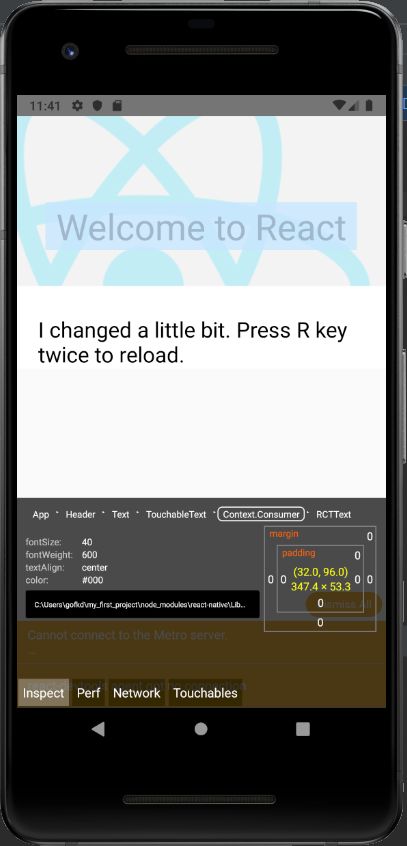 11:41
Welcome to React
I changed a little bit. Press R key
twice to reload.
App Header Text TouchableText Context.Consumer RCTText
fontSize: 40
fontWeight: 600
textAlign: center
color: #000
C:\Users\gofkd\my_first_project\node_modules\react-native\Lib...
margin 0
padding 0
0 0 (32.0, 96.0) 0 0
347.4 × 53.3
0
0
Dismiss All
Cannot connect to the Metro server.
Inspect Perf Network Touchables